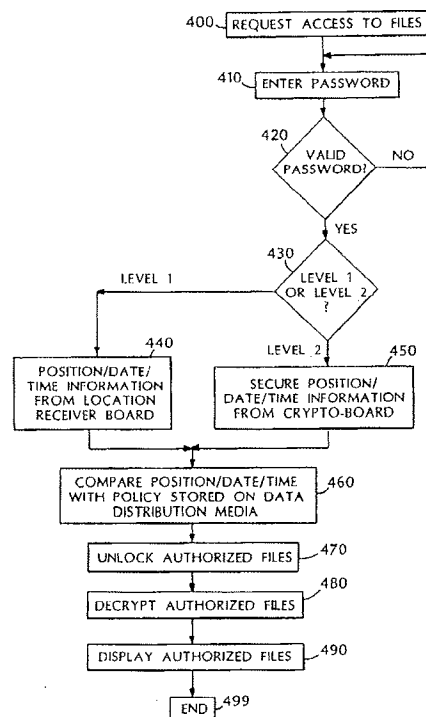 400
REQUEST ACCESS TO FILES
410
ENTER PASSWORD
420
VALID
PASSWORD?
NO
YES
430
LEVEL 1
OR LEVEL 2
?
LEVEL 1
LEVEL 2
440
POSITION/DATE/
TIME INFORMATION
FROM LOCATION
RECEIVER BOARD
450
SECURE POSITION/
DATE/TIME INFORMATION
FROM CRYPTO-BOARD
COMPARE POSITION/DATE/TIME
WITH POLICY STORED ON DATA
DISTRIBUTION MEDIA
460
UNLOCK AUTHORIZED FILES
470
480
DECRYPT AUTHORIZED FILES
490
DISPLAY AUTHORIZED FILES
END
499